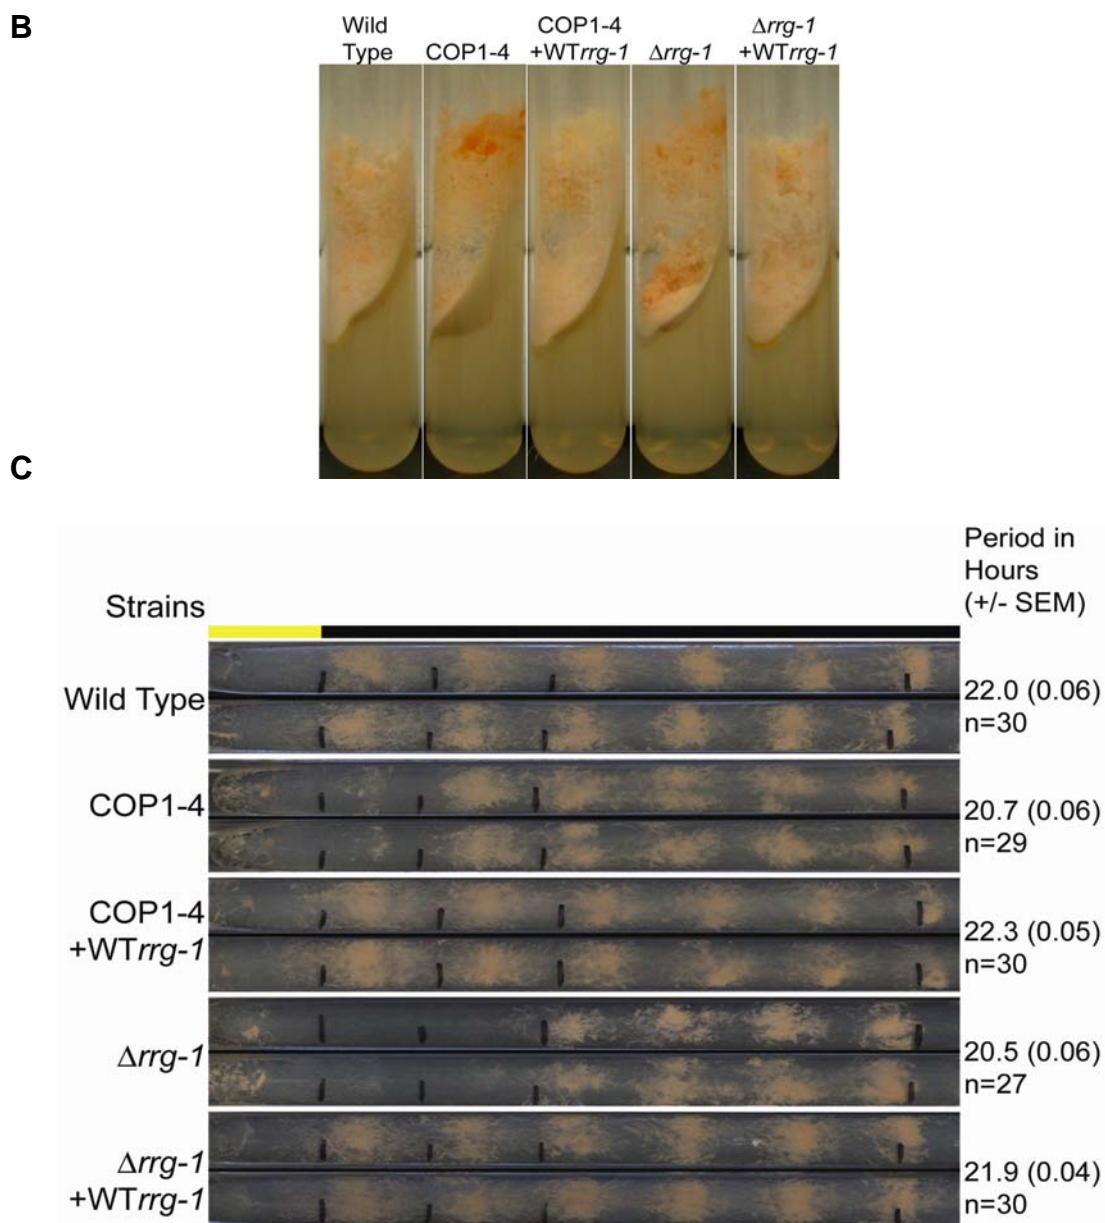 B
Wild
Type
COP1-4
COP1-4
+WTrrg-1
Δrrg-1
Δrrg-1
+WTrrg-1
C
Period in
Hours
(+/- SEM)
Strains
Wild Type
22.0 (0.06)
n=30
COP1-4
20.7 (0.06)
n=29
COP1-4
+WTrrg-1
22.3 (0.05)
n=30
Δrrg-1
20.5 (0.06)
n=27
Δrrg-1
+WTrrg-1
21.9 (0.04)
n=30